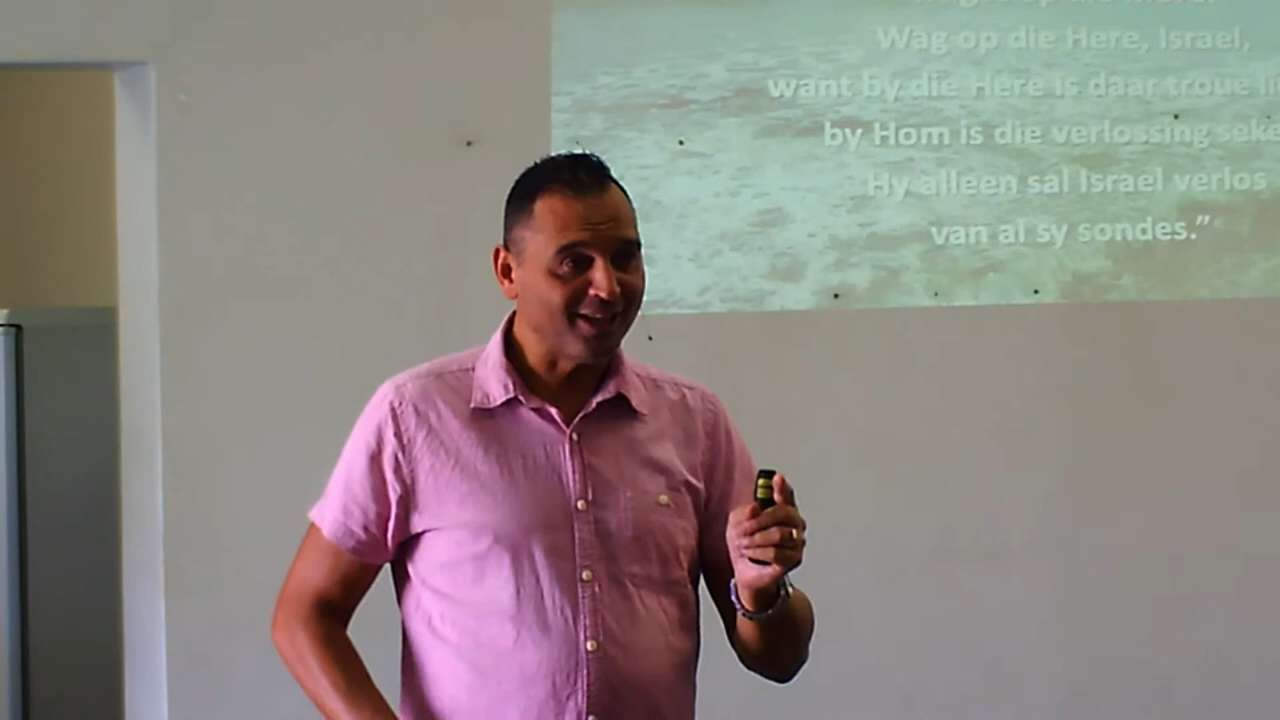 Wag op die Here, Israel,
want by die Here is daar troue
by Hom is die verlossing
Hy alleen sal Israel verlos
van al sy sondes.”